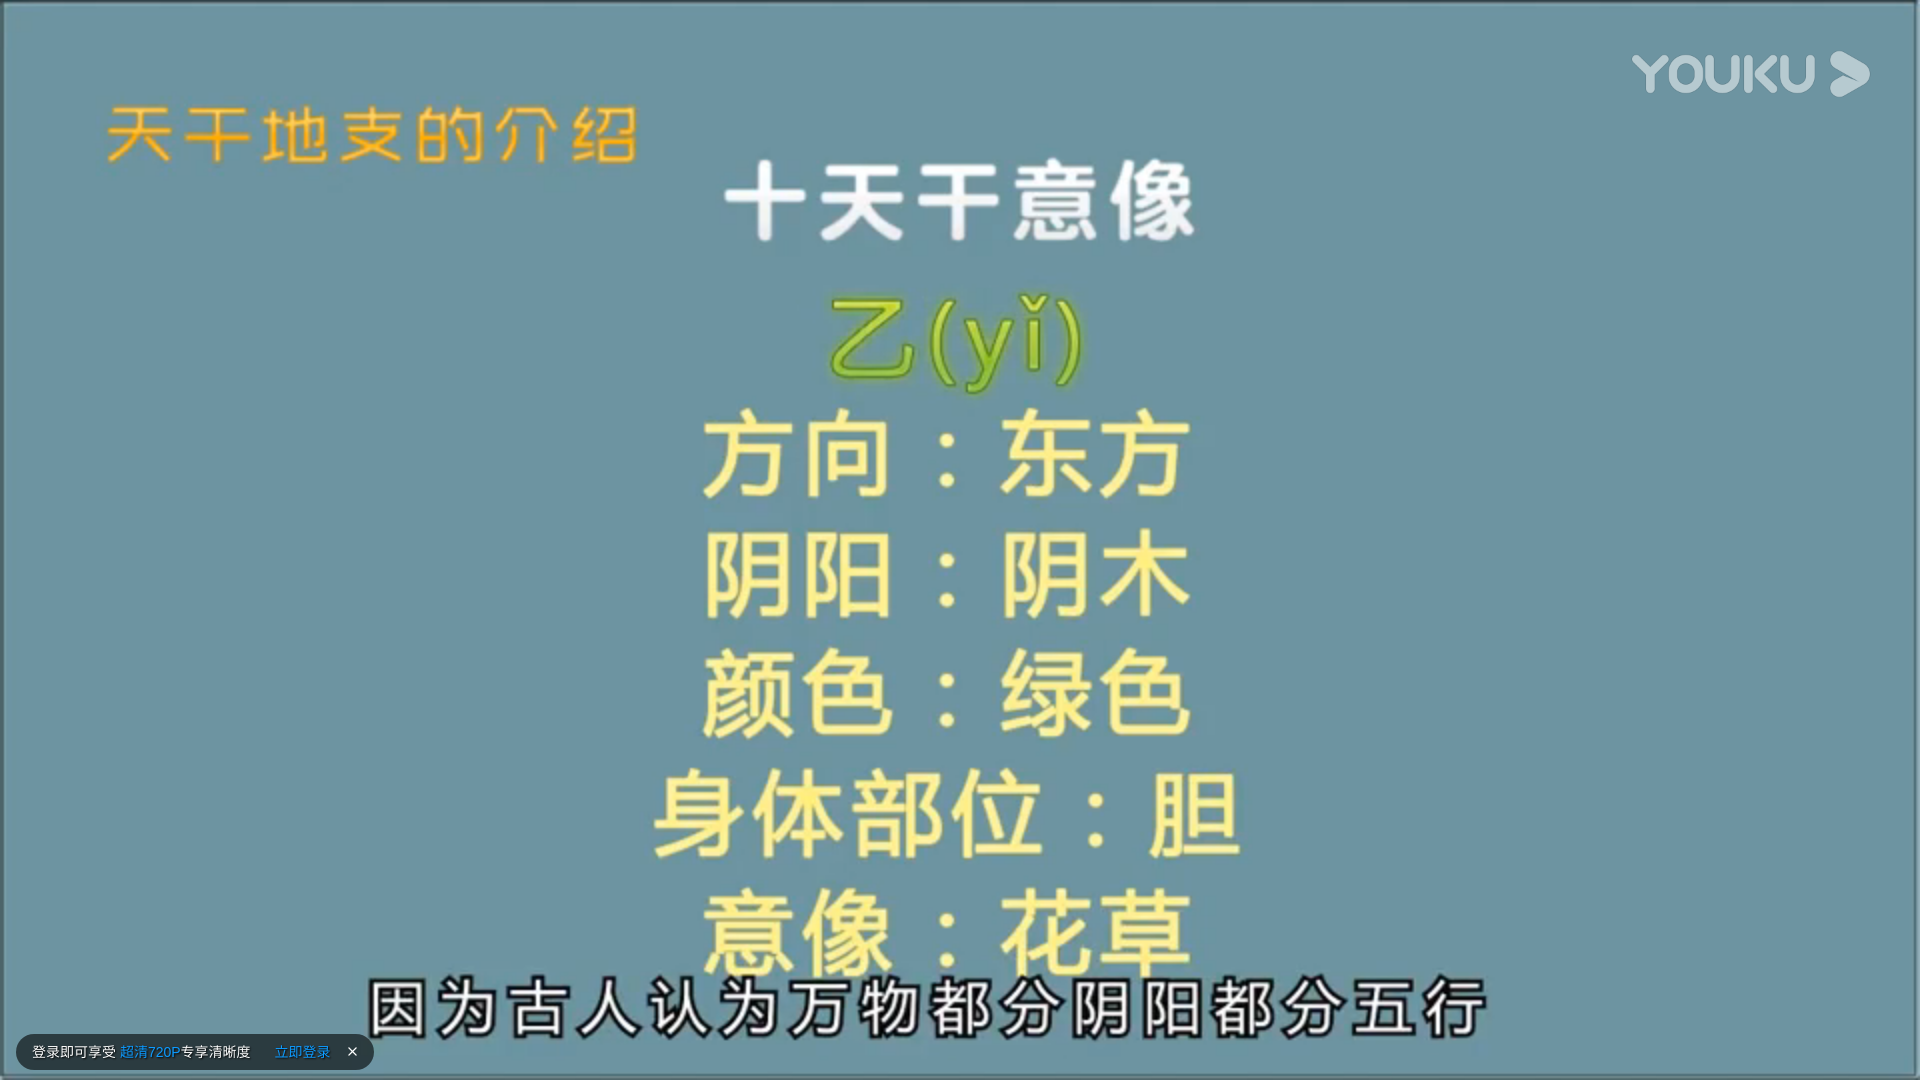 YOUKU
天干地支的介绍
十天干意像
乙(yǐ)
方向：东方
阴阳：阴木
颜色：绿色
身体部位：胆
意像：花草
因为古人认为万物都分阴阳都分五行
登录即可享受 超清720P专享清晰度 立即登录 ×